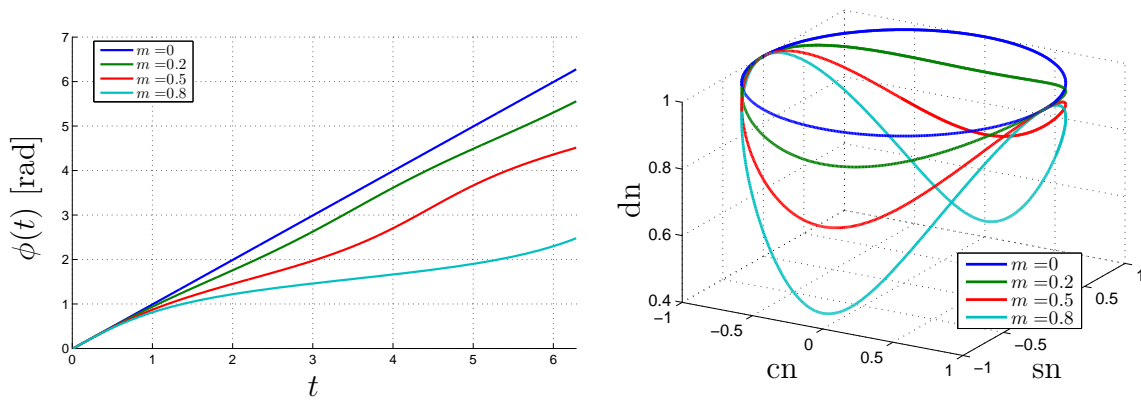 7
6
5
4
3
2
1
0
ϕ(t) [rad]
m =0
m =0.2
m =0.5
m =0.8
0 1 2 3 4 5 6
t
1
0.8
0.6
0.4
dn
−1 −0.5 0 0.5 1
cn
−1 −0.5 0.5 1
sn
m =0
m =0.2
m =0.5
m =0.8